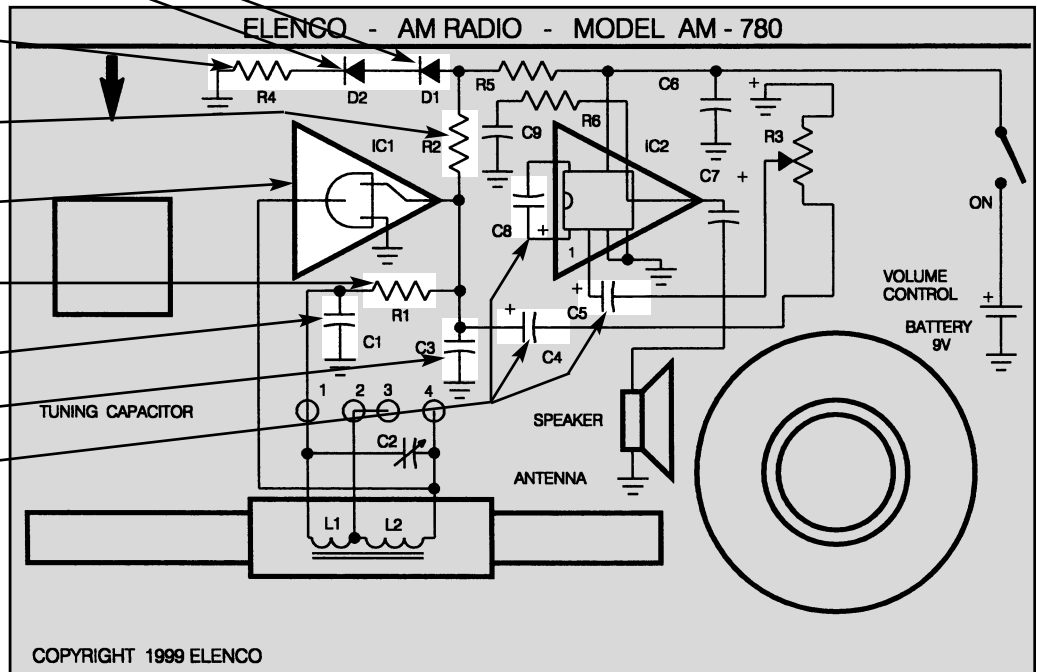 ELENCO - AM RADIO - MODEL AM - 780
R4
D2
D1
R5
C6
+
R6
C9
R2
IC1
IC2
R3
C7 +
C8
+
1
ON
+
C5
VOLUME
CONTROL
+
BATTERY
9V
R1
C1
C3
+
C4
1 2 3 4
TUNING CAPACITOR
C2
SPEAKER
ANTENNA
L1
L2
COPYRIGHT 1999 ELENCO